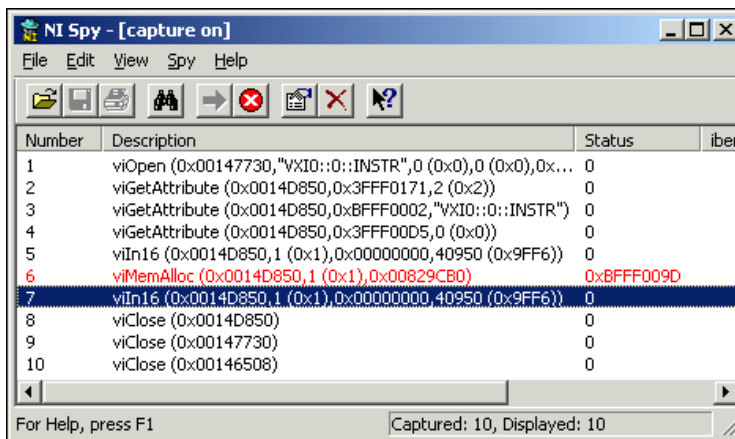 NI Spy - [capture on]
File Edit View Spy Help
Number Description Status iber
1 viOpen (0x00147730,"VXI0::0::INSTR",0 (0x0),0 (0x0),0x... 0
2 viGetAttribute (0x0014D850,0x3FFF0171,2 (0x2)) 0
3 viGetAttribute (0x0014D850,0xBFFF0002,"VXI0::0::INSTR") 0
4 viGetAttribute (0x0014D850,0x3FFF00D5,0 (0x0)) 0
5 viIn16 (0x0014D850,1 (0x1),0x00000000,40950 (0x9FF6)) 0
6 viMemAlloc (0x0014D850,1 (0x1),0x00829CB0) 0xBFFF009D
7 viIn16 (0x0014D850,1 (0x1),0x00000000,40950 (0x9FF6)) 0
8 viClose (0x0014D850) 0
9 viClose (0x00147730) 0
10 viClose (0x00146508) 0
For Help, press F1 Captured: 10, Displayed: 10